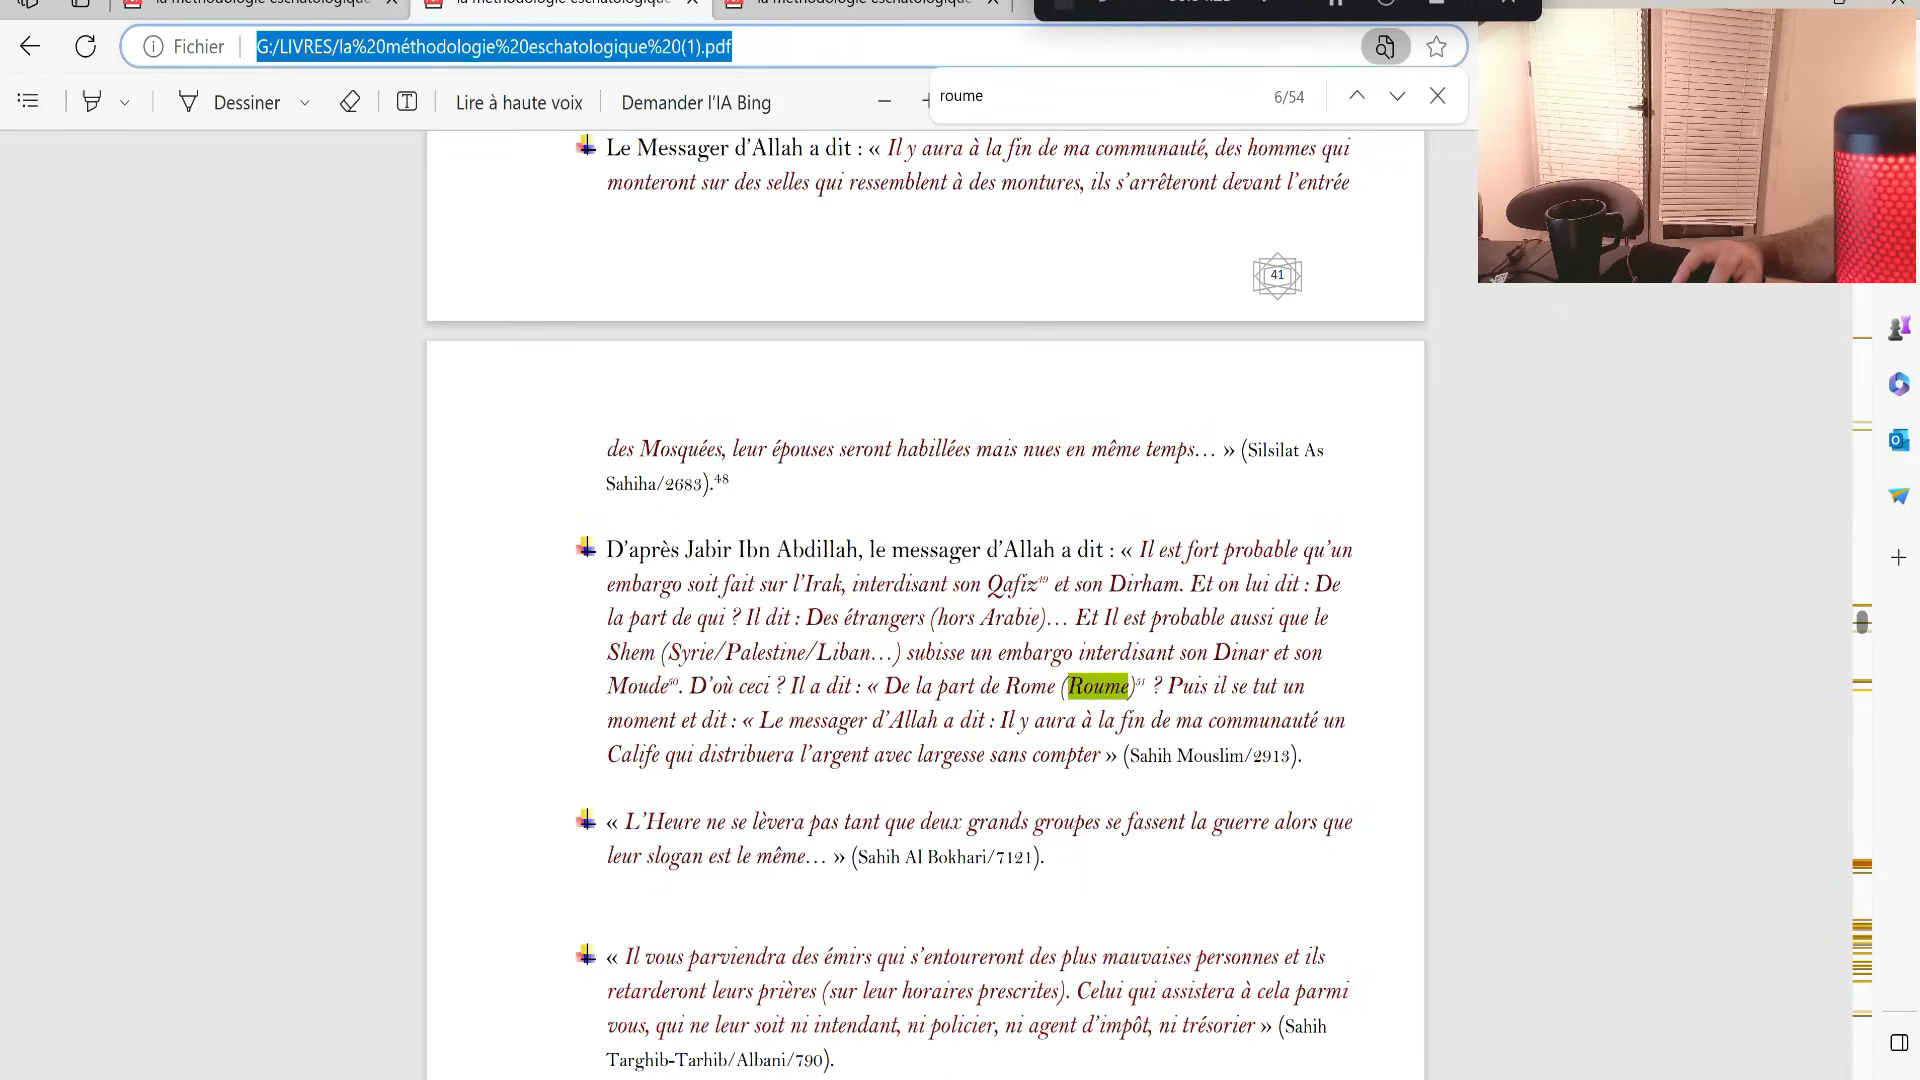 Fichier
G:/LIVRES/la%20méthodologie%20eschatologique%20(1).pdf
Dessiner
Lire à haute voix
Demander l’IA Bing
roume
6/54
Le Messager d’Allah a dit : « Il y aura à la fin de ma communauté, des hommes qui
monteront sur des selles qui ressemblent à des montures, ils s’arrêteront devant l’entrée
41
des Mosquées, leur épouses seront habillées mais nues en même temps… » (Silsilat As
Sahiha/2683).48
D’après Jabir Ibn Abdillah, le messager d’Allah a dit : « Il est fort probable qu’un
embargo soit fait sur l’Irak, interdisant son Qafiz49 et son Dirham. Et on lui dit : De
la part de qui ? Il dit : Des étrangers (hors Arabie)… Et Il est probable aussi que le
Shem (Syrie/Palestine/Liban…) subisse un embargo interdisant son Dinar et son
Moude50. D’où ceci ? Il a dit : « De la part de Rome (Roume)51 ? Puis il se tut un
moment et dit : « Le messager d’Allah a dit : Il y aura à la fin de ma communauté un
Calife qui distribuera l’argent avec largesse sans compter » (Sahih Mouslim/2913).
« L’Heure ne se lèvera pas tant que deux grands groupes se fassent la guerre alors que
leur slogan est le même… » (Sahih Al Bokhari/7121).
« Il vous parviendra des émirs qui s’entoureront des plus mauvaises personnes et ils
retarderont leurs prières (sur leur horaires prescrites). Celui qui assistera à cela parmi
vous, qui ne leur soit ni intendant, ni policier, ni agent d’impôt, ni trésorier » (Sahih
Targhib-Tarhib/Albani/790).